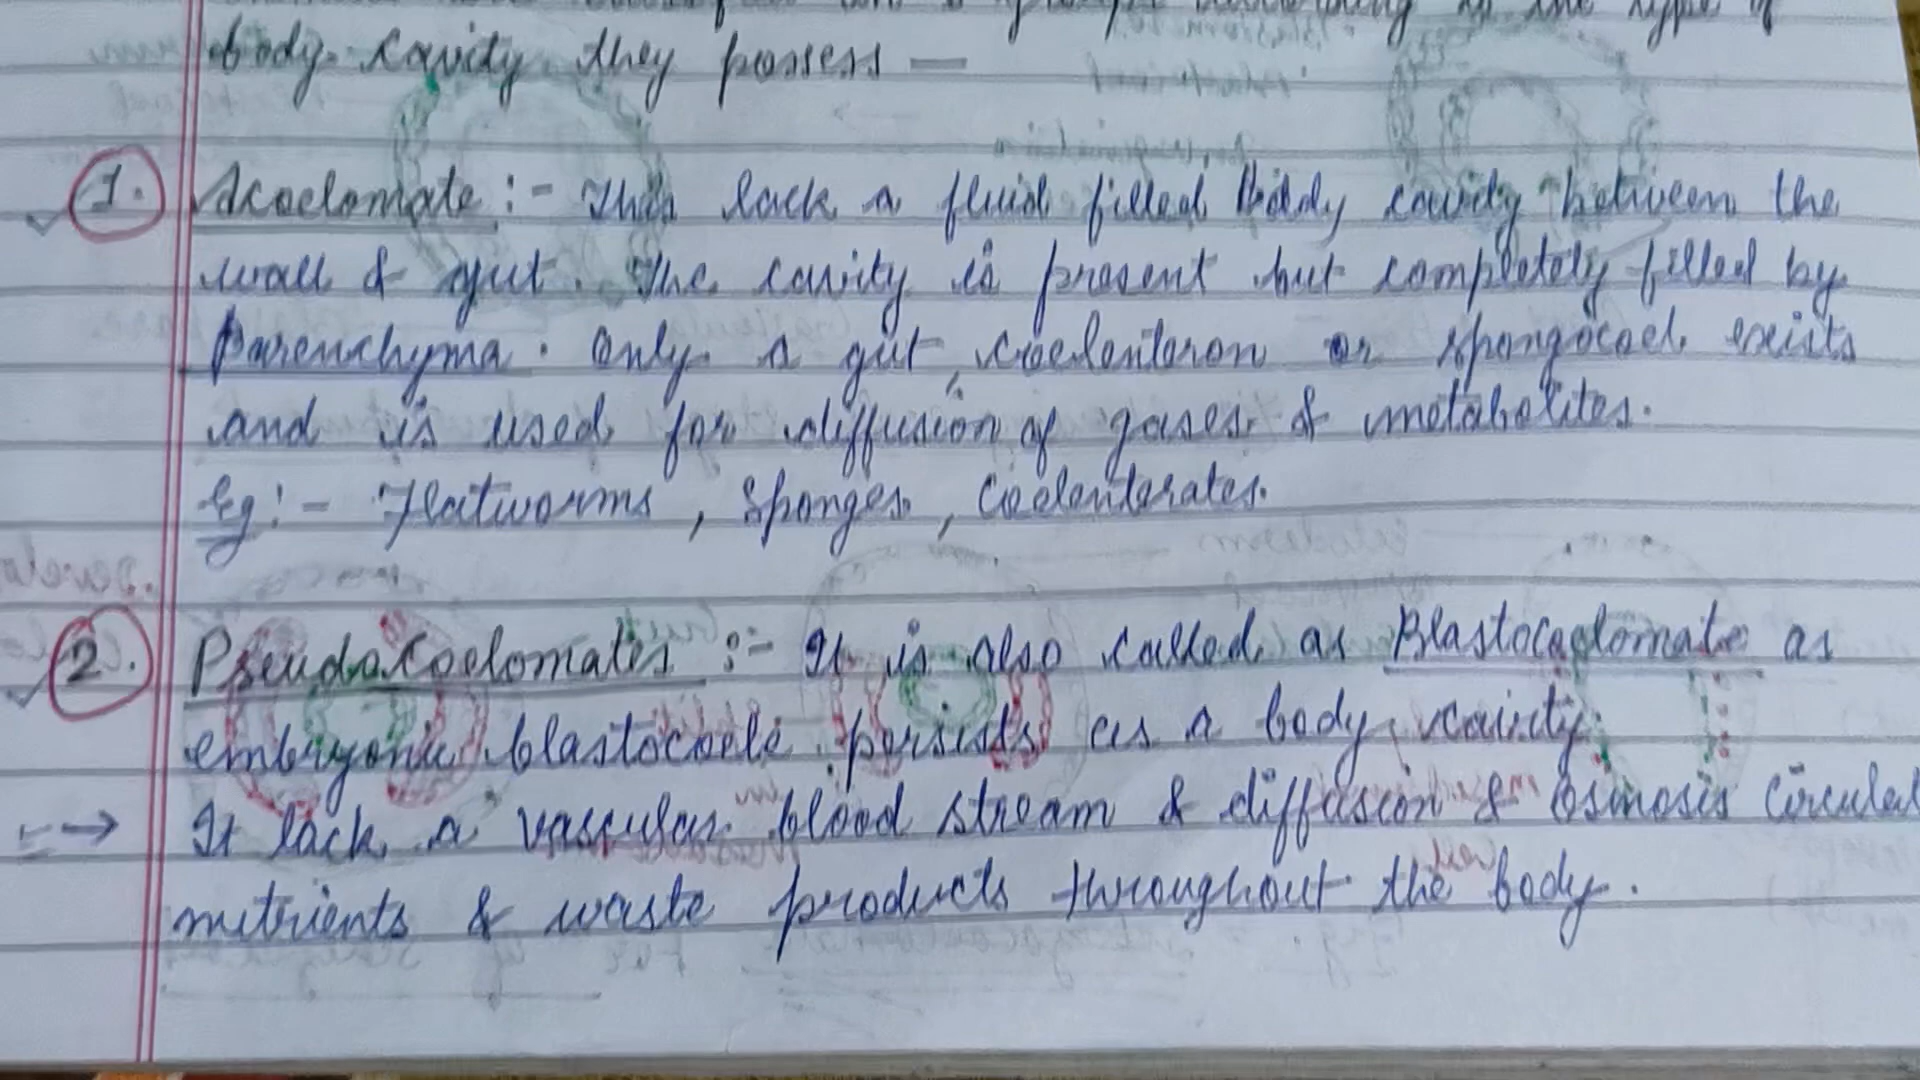 body cavity they possess —
1. Acoelomate :- This lack a fluid filled body cavity between the
wall & gut. The cavity is present but completely filled by
Parenchyma. Only a gut, coelenteron or spongocoel exists
and is used for diffusion of gases & metabolites.
Eg:- Flatworms, Sponges, Coelenterates.
2. Pseudocoelomates :- It is also called as Blastocoelomate as
embryonic blastocoele persists as a body cavity.
→ It lack a vascular blood stream & diffusion & osmosis circulat
nutrients & waste products throughout the body.